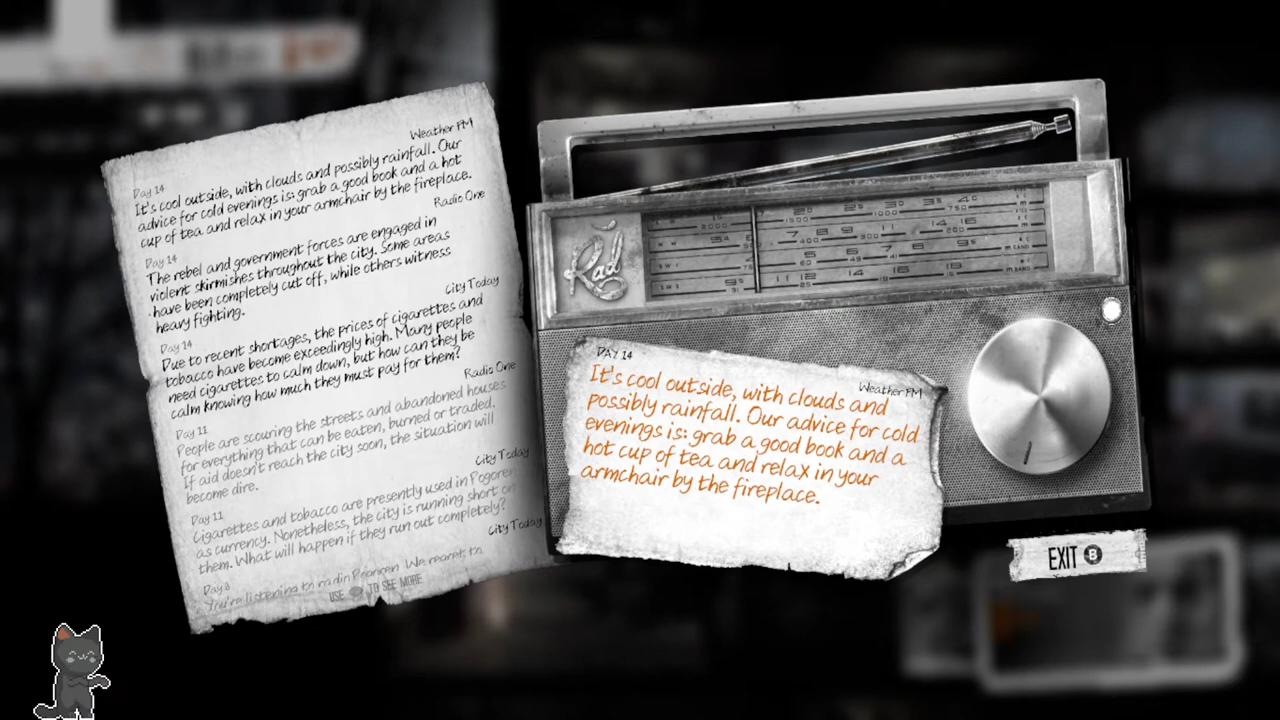 Weather FM
Day 14
It's cool outside, with clouds and possibly rainfall. Our
advice for cold evenings is: grab a good book and a hot
cup of tea and relax in your armchair by the fireplace.
Radio One
Day 14
The rebel and government forces are engaged in
violent skirmishes throughout the city. Some areas
have been completely cut off, while others witness
heavy fighting.
City Today
Day 14
Due to recent shortages, the prices of cigarettes and
tobacco have become exceedingly high. Many people
need cigarettes to calm down, but how can they be
calm knowing how much they must pay for them?
Radio One
Day 11
People are scouring the streets and abandoned houses
for everything that can be eaten, burned or traded.
If aid doesn't reach the city soon, the situation will
become dire.
City Today
Day 11
Cigarettes and tobacco are presently used in Pogoren
as currency. Nonetheless, the city is running short on
them. What will happen if they run out completely?
City Today
Day 8
You're listening to radio Pogoren. We regret to
USE TO SEE MORE
Rad
DAY 14
Weather FM
It's cool outside, with clouds and
possibly rainfall. Our advice for cold
evenings is: grab a good book and a
hot cup of tea and relax in your
armchair by the fireplace.
EXIT B